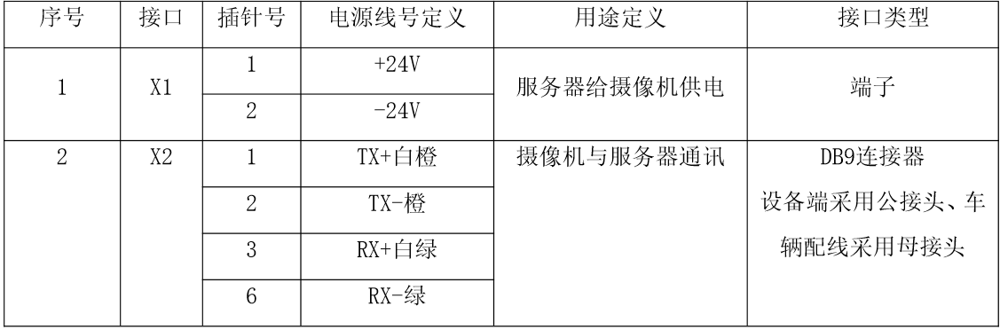 序号 接口 插针号 电源线号定义 用途定义 接口类型
1 X1 1 +24V 服务器给摄像机供电 端子
2 -24V
2 X2 1 TX+白橙 摄像机与服务器通讯 DB9连接器
2 TX-橙 设备端采用公接头、车
3 RX+白绿 辆配线采用母接头
6 RX-绿